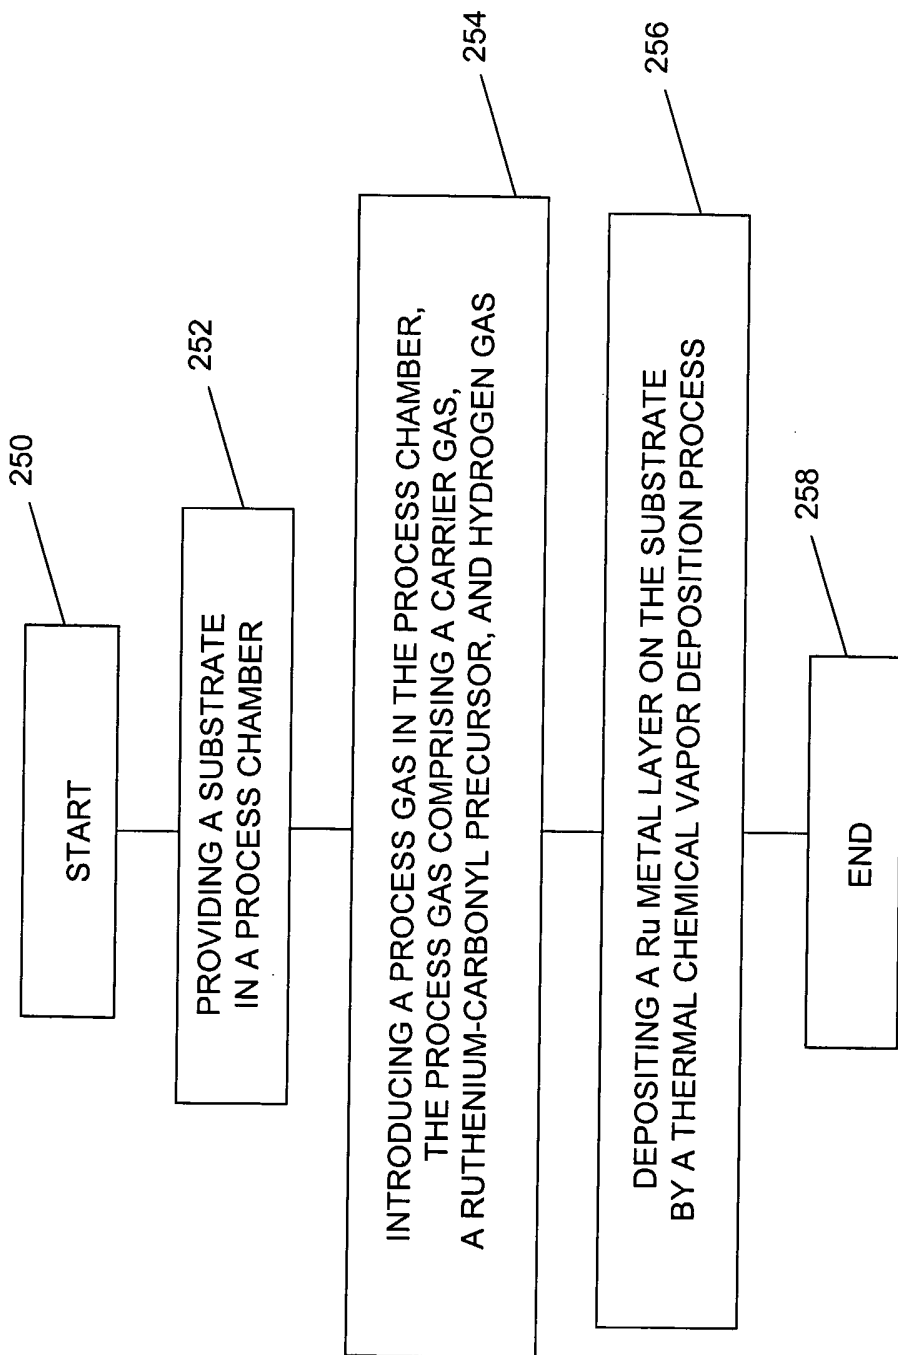 250
START
252
PROVIDING A SUBSTRATE
IN A PROCESS CHAMBER
254
INTRODUCING A PROCESS GAS IN THE PROCESS CHAMBER,
THE PROCESS GAS COMPRISING A CARRIER GAS,
A RUTHENIUM-CARBONYL PRECURSOR, AND HYDROGEN GAS
256
DEPOSITING A Ru METAL LAYER ON THE SUBSTRATE
BY A THERMAL CHEMICAL VAPOR DEPOSITION PROCESS
258
END